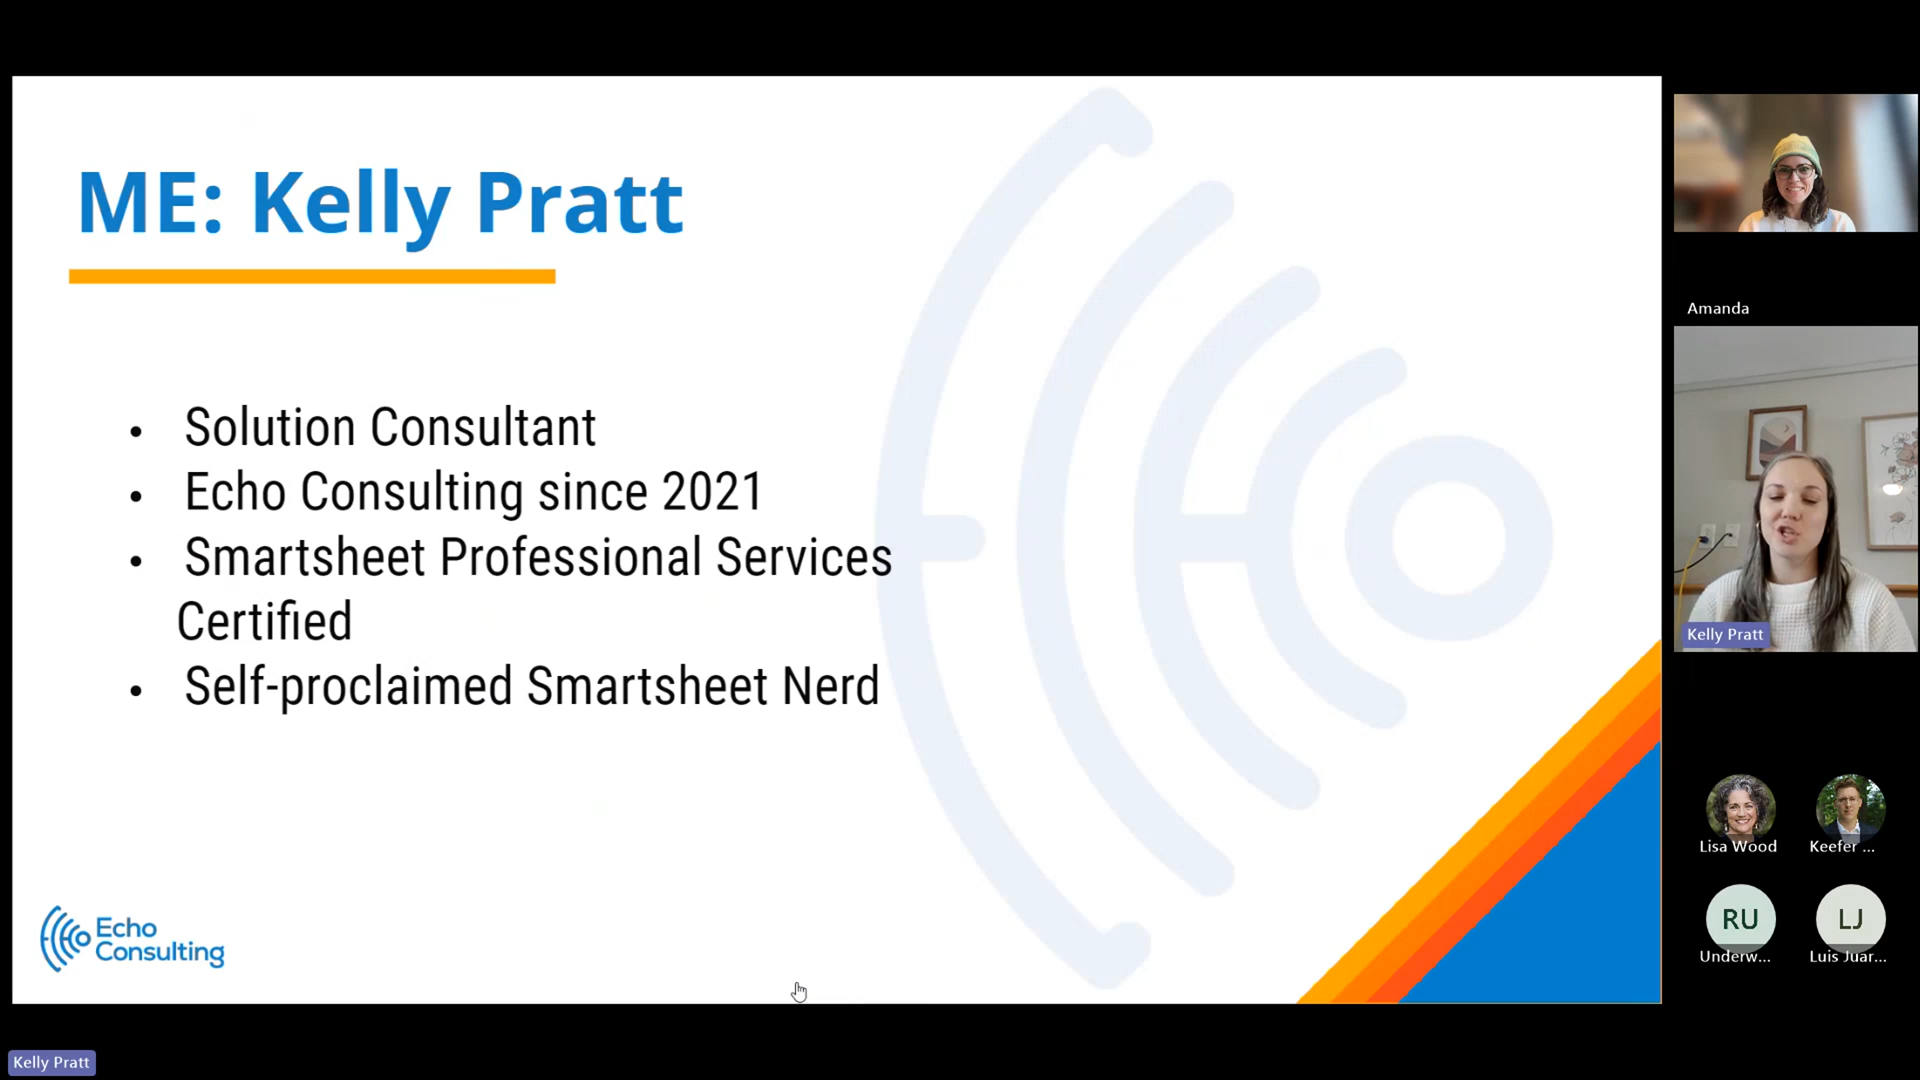 ME: Kelly Pratt
• Solution Consultant
• Echo Consulting since 2021
• Smartsheet Professional Services
Certified
• Self-proclaimed Smartsheet Nerd
Echo
Consulting
Amanda
Kelly Pratt
Lisa Wood
Keefer ...
RU
LJ
Underw...
Luis Juar...
Kelly Pratt